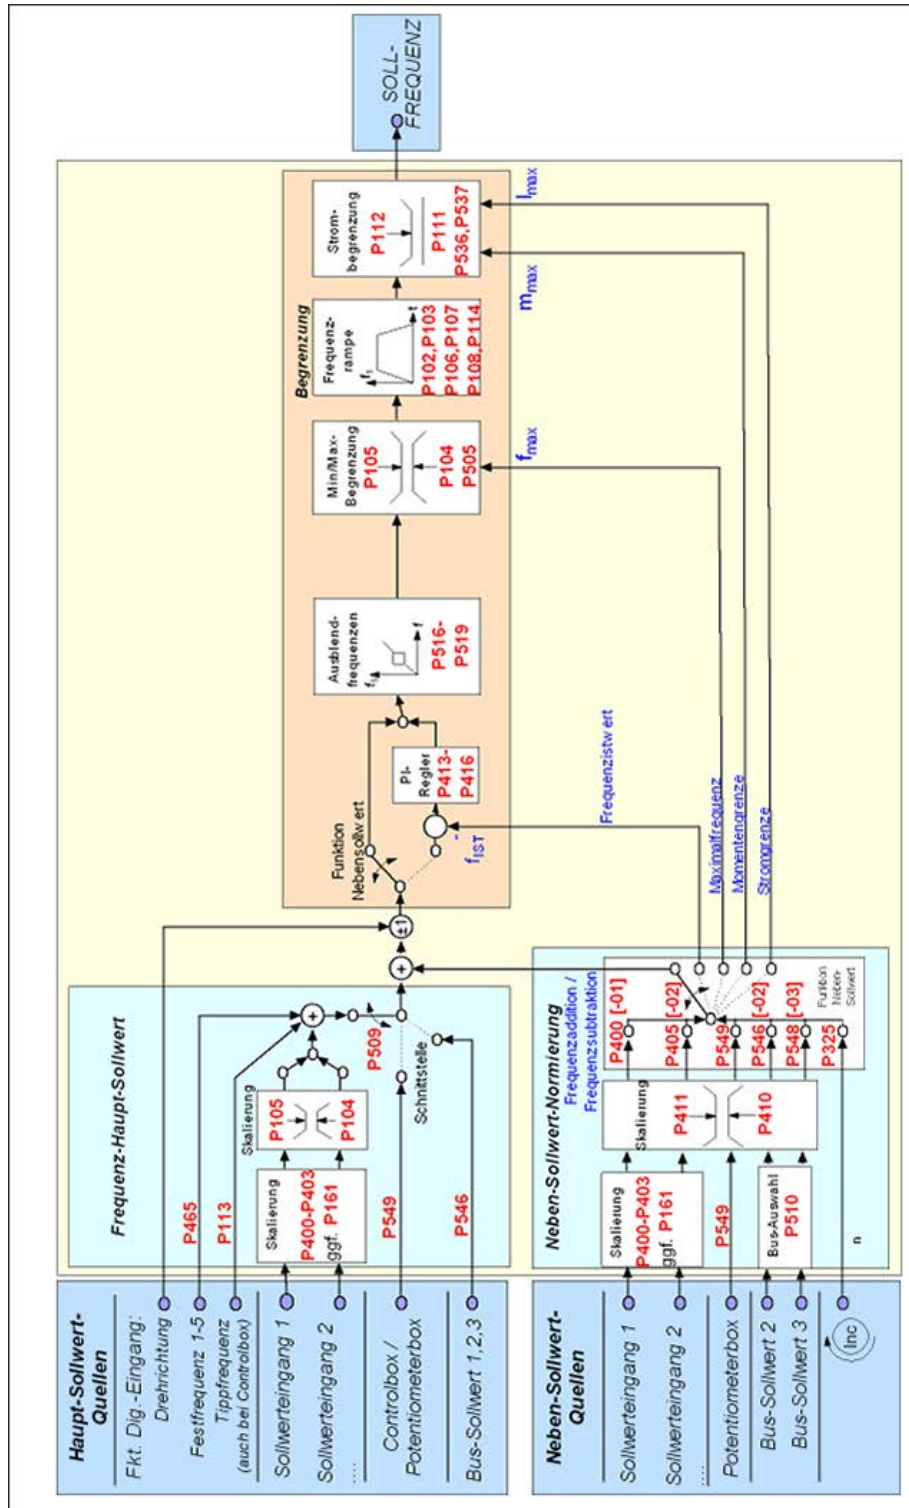 Haupt-Sollwert-
Quellen
Fkt. Dig.-Eingang:
Drehrichtung
Festfrequenz 1-5
Tippfrequenz
(auch bei Controlbox)
Sollwerteingang 1
Sollwerteingang 2
....
Controlbox /
Potentiometerbox
Bus-Sollwert 1,2,3
Frequenz-Haupt-Sollwert
P465
P113
Skalierung
P400-P403
ggf. P161
Skalierung
P105
P104
+
P509
P549
Schnittstelle
P546
+
±1
Funktion
Nebensollwert
-
fIST
PI-
Regler
P413-
P416
Ausblend-
frequenzen
fs
f
P516-
P519
Begrenzung
Min/Max-
Begrenzung
P105
P104
P505
fmax
Frequenz-
rampe
fs
t
P102,P103
P106,P107
P108,P114
Strom-
begrenzung
P112
P111
P536,P537
mmax
Imax
SOLL-
FREQUENZ
Neben-Sollwert-
Quellen
Sollwerteingang 1
Sollwerteingang 2
....
Potentiometerbox
Bus-Sollwert 2
Bus-Sollwert 3
Inc
Neben-Sollwert-Normierung
Skalierung
P400-P403
ggf. P161
P549
Bus-Auswahl
P510
n
Skalierung
P411
P410
Frequenzaddition /
Frequenzsubtraktion
P400 [-01]
P405 [-02]
P549
P546 [-02]
P548 [-03]
P325
Funktion
Neben-
Sollwert
Frequenzistwert
Maximalfrequenz
Momentengrenze
Stromgrenze